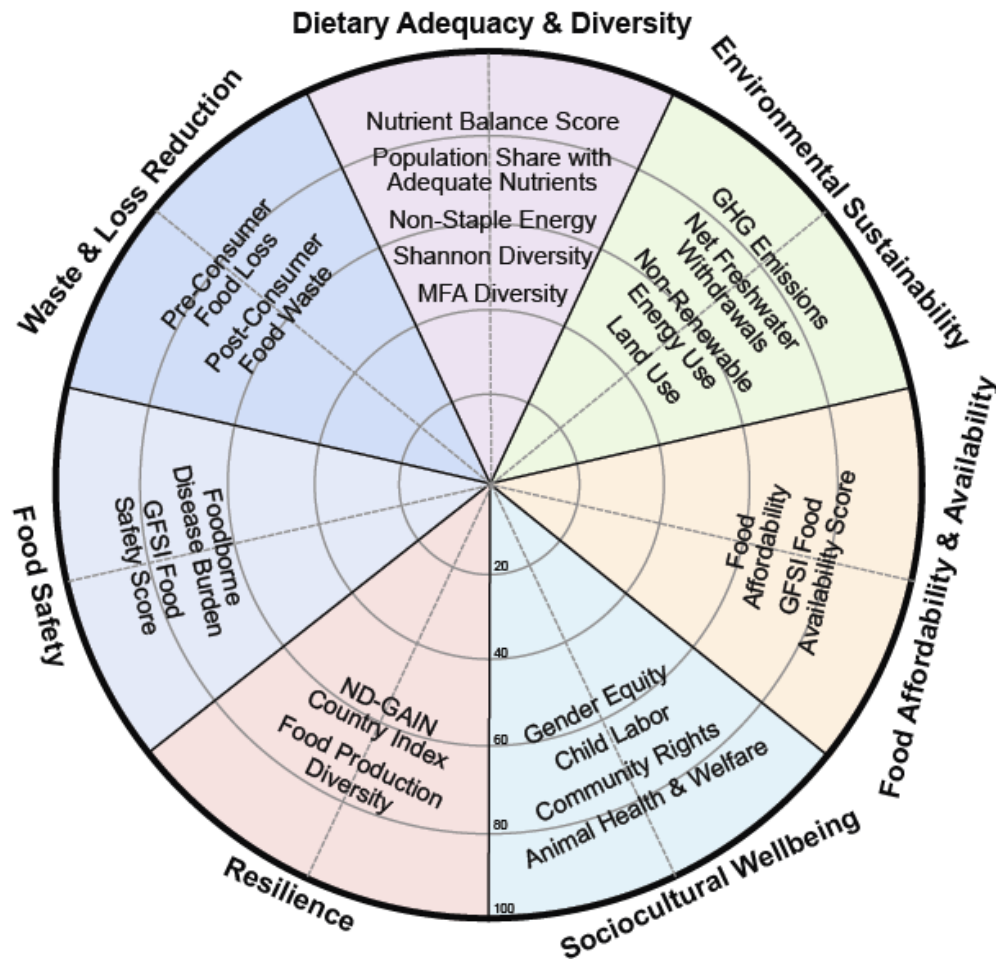 Dietary Adequacy & Diversity
Nutrient Balance Score
Population Share with
Adequate Nutrients
Non-Staple Energy
Shannon Diversity
MFA Diversity
Environmental Sustainability
GHG Emissions
Net Freshwater
Withdrawals
Non-Renewable
Energy Use
Land Use
Food Affordability & Availability
Food
Affordability
GFSI Food
Availability Score
Sociocultural Wellbeing
Gender Equity
Child Labor
Community Rights
Animal Health & Welfare
Resilience
ND-GAIN
Country Index
Food Production
Diversity
Food Safety
Foodborne
Disease Burden
GFSI Food
Safety Score
Waste & Loss Reduction
Pre-Consumer
Food Loss
Post-Consumer
Food Waste
20
40
60
80
100